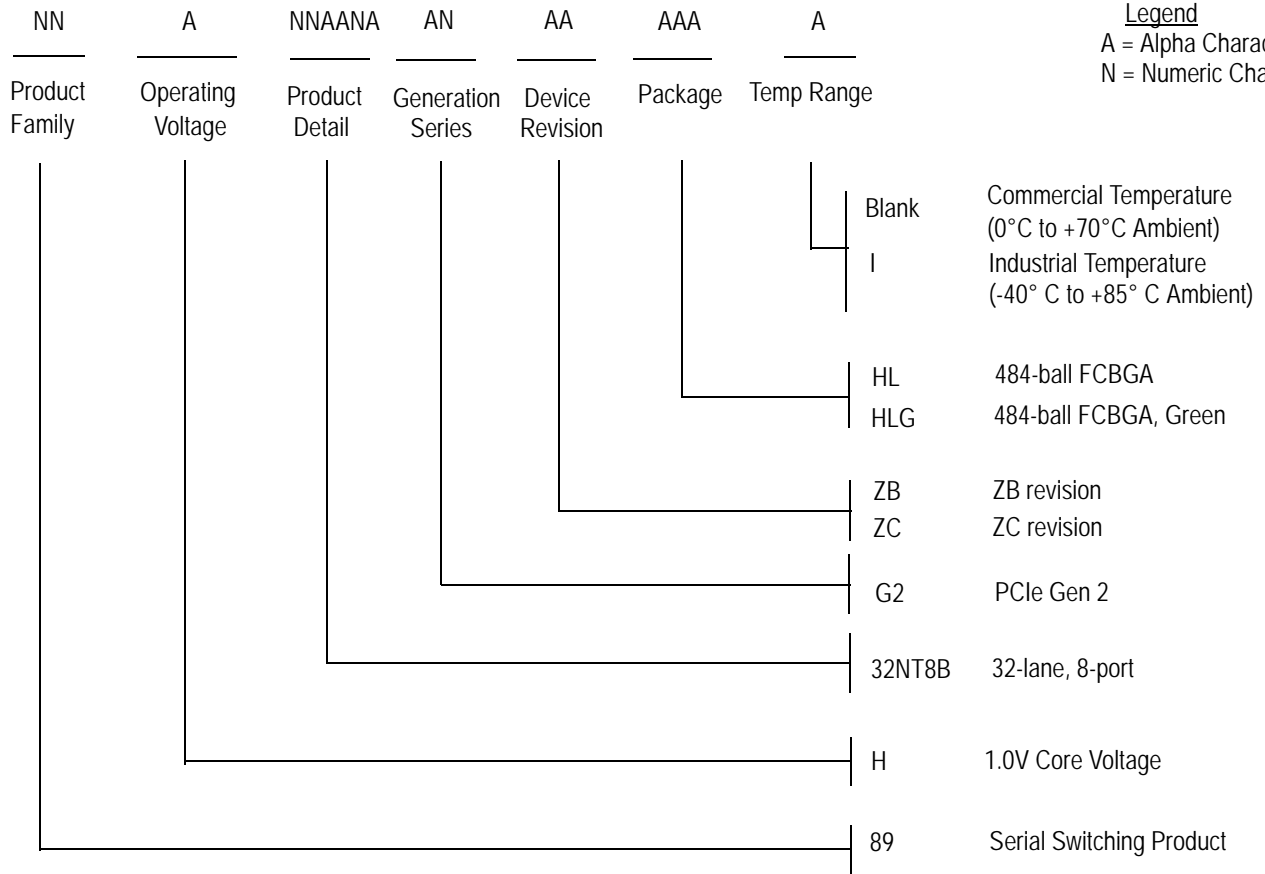 NN A NNAANA AN AA AAA A
Legend
A = Alpha
N = Numeric
Product Family
Operating Voltage
Product Detail
Generation Series
Device Revision
Package
Temp Range
Blank Commercial Temperature
(0°C to +70°C Ambient)
I Industrial Temperature
(-40° C to +85° C Ambient)
HL 484-ball FCBGA
HLG 484-ball FCBGA, Green
ZB ZB revision
ZC ZC revision
G2 PCIe Gen 2
32NT8B 32-lane, 8-port
H 1.0V Core Voltage
89 Serial Switching Product